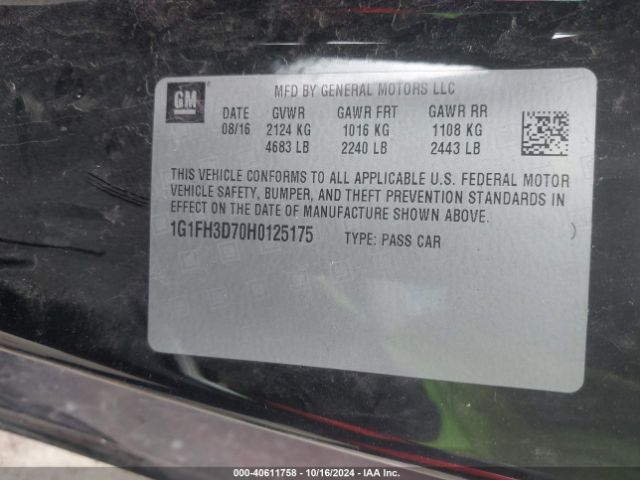 GM
MFD BY GENERAL MOTORS LLC
DATE GVWR GAWR FRT GAWR RR
08/16 2124 KG 1016 KG 1108 KG
4683 LB 2240 LB 2443 LB
THIS VEHICLE CONFORMS TO ALL APPLICABLE U.S. FEDERAL MOTOR
VEHICLE SAFETY, BUMPER, AND THEFT PREVENTION STANDARDS IN
EFFECT ON THE DATE OF MANUFACTURE SHOWN ABOVE.
1G1FH3D70H0125175 TYPE: PASS CAR
000-40611758 - 10/16/2024 - IAA Inc.